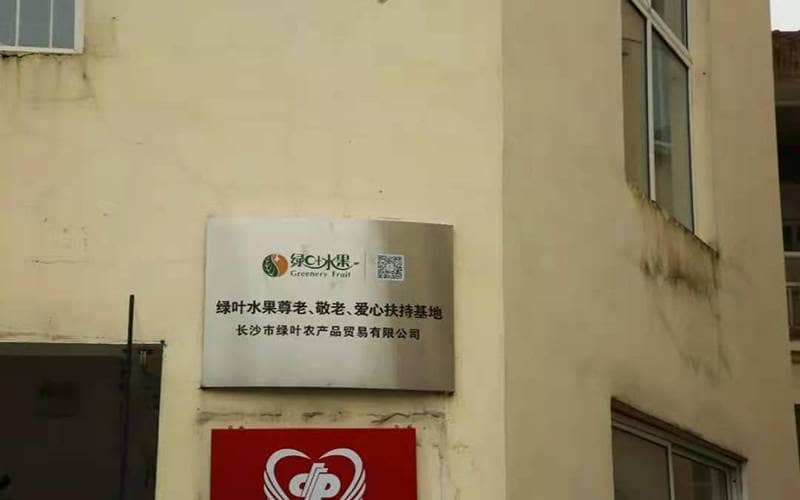 绿叶水果
Greenery Fruit
绿叶水果尊老、敬老、爱心扶持基地
长沙市绿叶农产品贸易有限公司